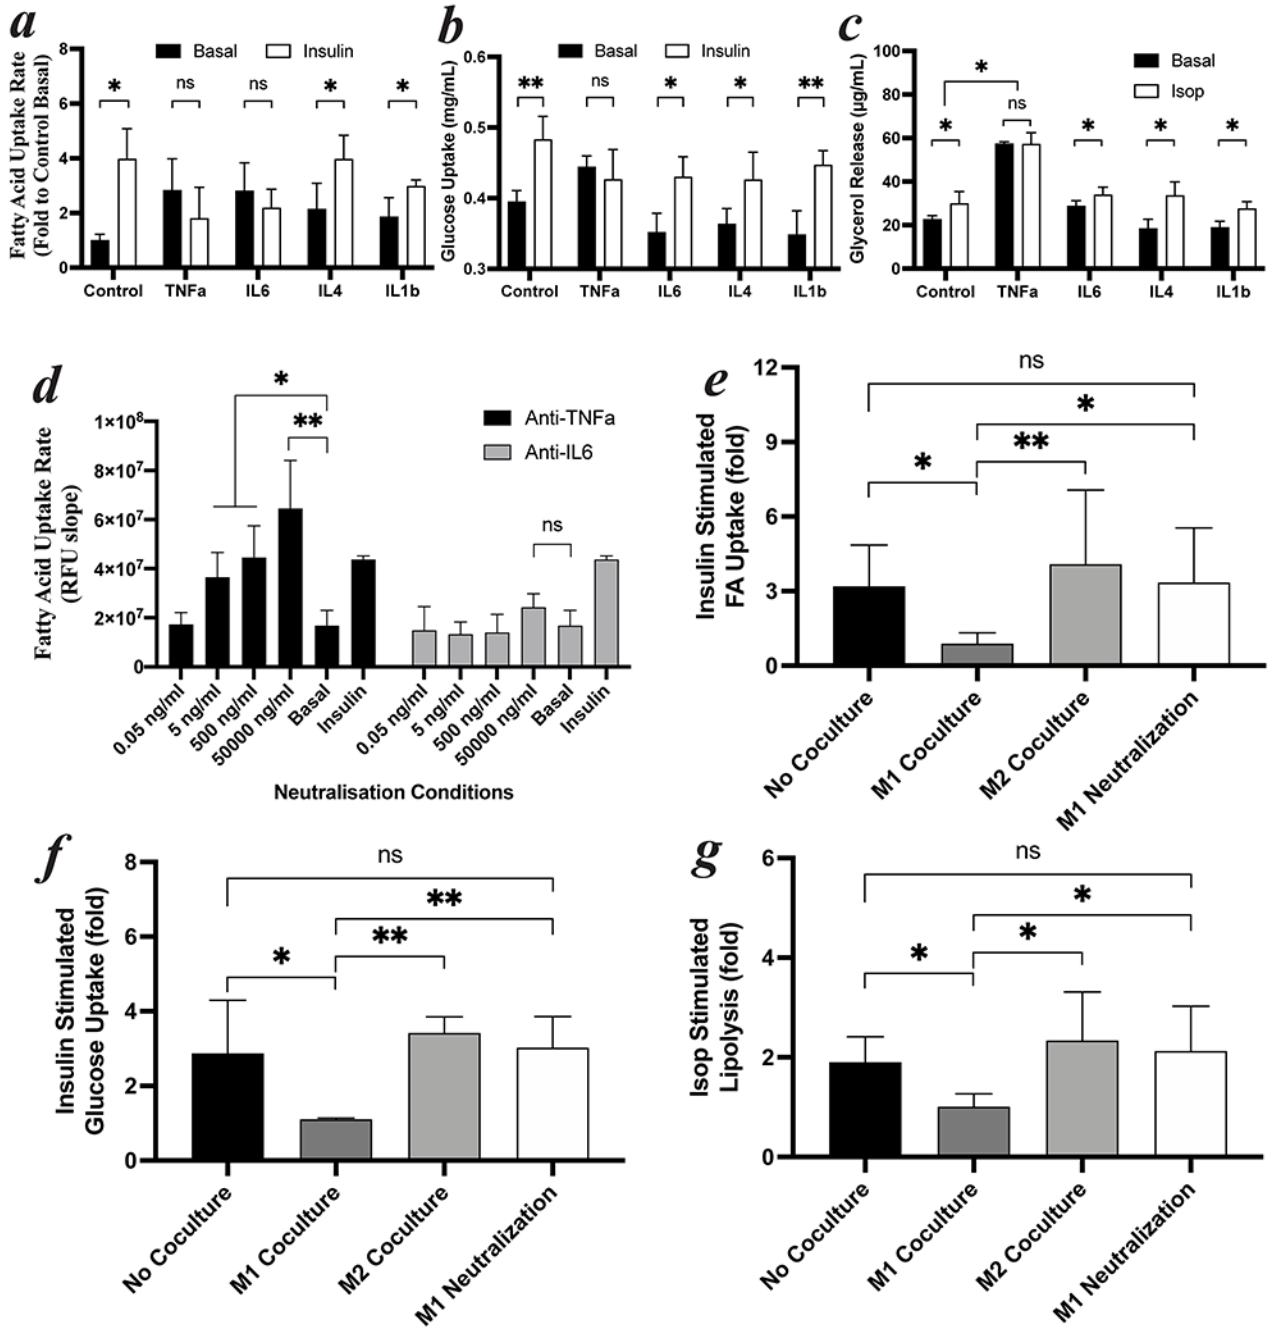 a
Basal Insulin
Fatty Acid Uptake Rate
(Fold to Control Basal)
8
6
4
2
0
* ns ns * *
Control TNFa IL6 IL4 IL1b
b
Basal Insulin
Glucose Uptake (mg/mL)
0.6
0.5
0.4
0.3
** ns * * **
Control TNFa IL6 IL4 IL1b
c
Basal
Isop
Glycerol Release (µg/mL)
100
80
60
40
20
0
*
* ns * * *
Control TNFa IL6 IL4 IL1b
d
Anti-TNFa
Anti-IL6
Fatty Acid Uptake Rate
(RFU slope)
1×10⁸
8×10⁷
6×10⁷
4×10⁷
2×10⁷
0
*
**
ns
0.05 ng/ml 5 ng/ml 500 ng/ml 50000 ng/ml Basal Insulin 0.05 ng/ml 5 ng/ml 500 ng/ml 50000 ng/ml Basal Insulin
Neutralisation Conditions
e
Insulin Stimulated
FA Uptake (fold)
12
9
6
3
0
ns
*
**
*
No Coculture M1 Coculture M2 Coculture M1 Neutralization
f
Insulin Stimulated
Glucose Uptake (fold)
8
6
4
2
0
ns
**
**
*
No Coculture M1 Coculture M2 Coculture M1 Neutralization
g
Isop Stimulated
Lipolysis (fold)
6
4
2
0
ns
*
*
*
No Coculture M1 Coculture M2 Coculture M1 Neutralization